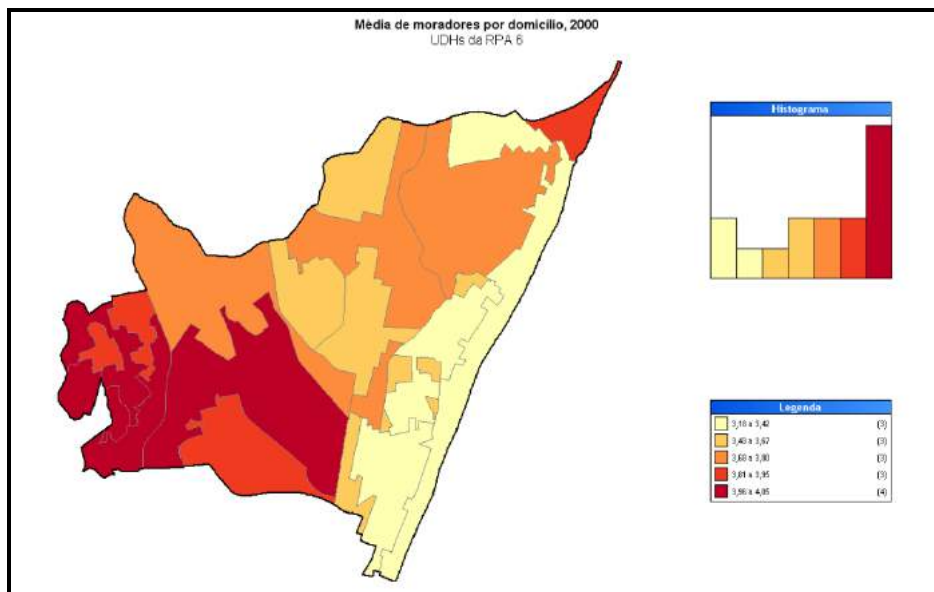 Média de moradores por domicílio, 2000
UDHs da RPA 6
Histograma
Legenda
3,18 a 3,42 (3)
3,43 a 3,67 (3)
3,68 a 3,80 (3)
3,81 a 3,95 (3)
3,96 a 4,05 (4)